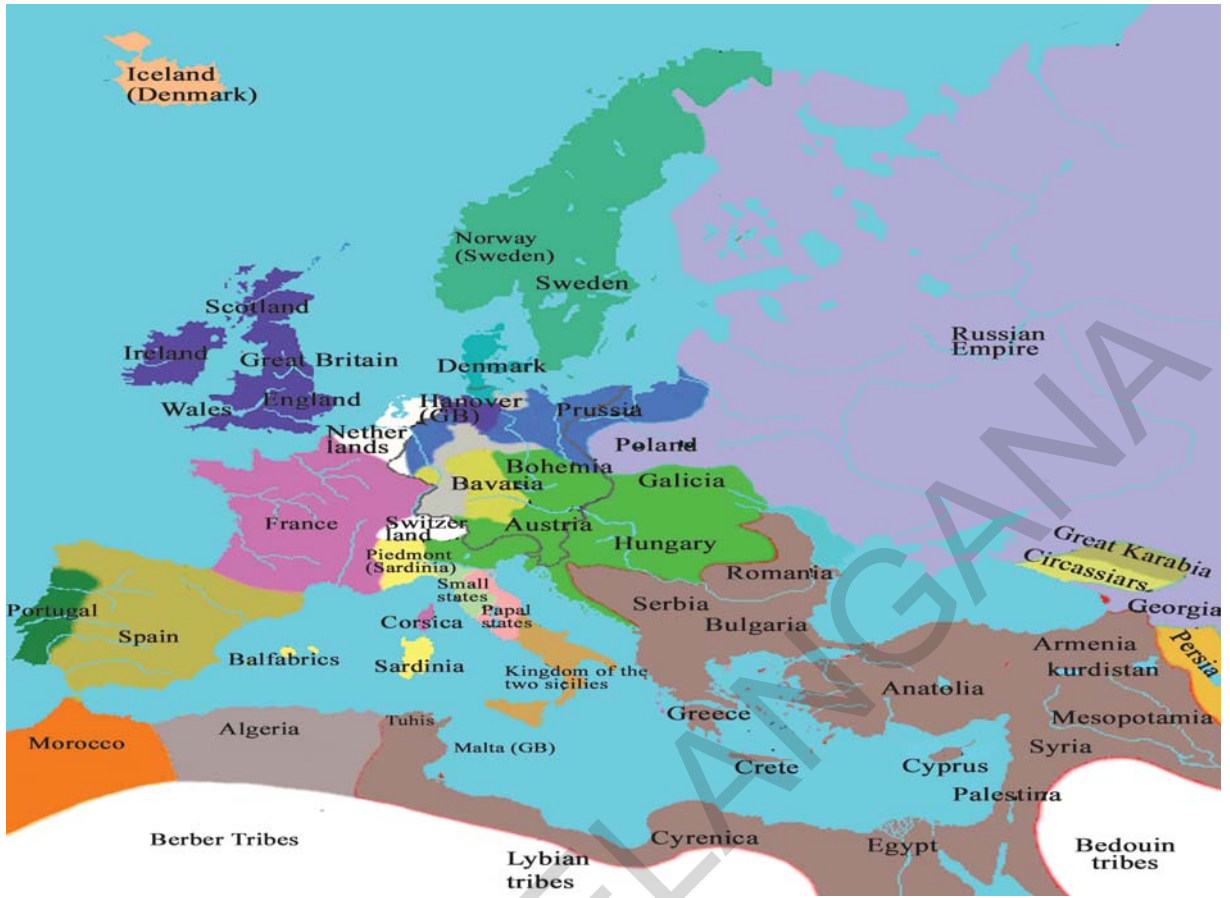 Iceland
(Denmark)
Norway
(Sweden)
Sweden
Scotland
Ireland
Great Britain
Russian
Empire
Denmark
Wales
England
Hanover
(GB)
Prussia
Nether
lands
Poland
Bohemia
Bavaria
Galicia
France
Switzer
land
Austria
Hungary
Piedmont
(Sardinia)
Great Karabia
Circassiars
Romania
Small
states
Georgia
Portugal
Serbia
Corsica
Papal
states
Spain
Bulgaria
Armenia
Persia
Balfabrics
Sardinia
Kingdom of the
two sicilies
kurdistan
Anatolia
Greece
Mesopotamia
Tuhis
Algeria
Morocco
Malta (GB)
Syria
Crete
Cyprus
Palestina
Berber Tribes
Cyrenica
Egypt
Bedouin
tribes
Lybian
tribes
ELANGANA